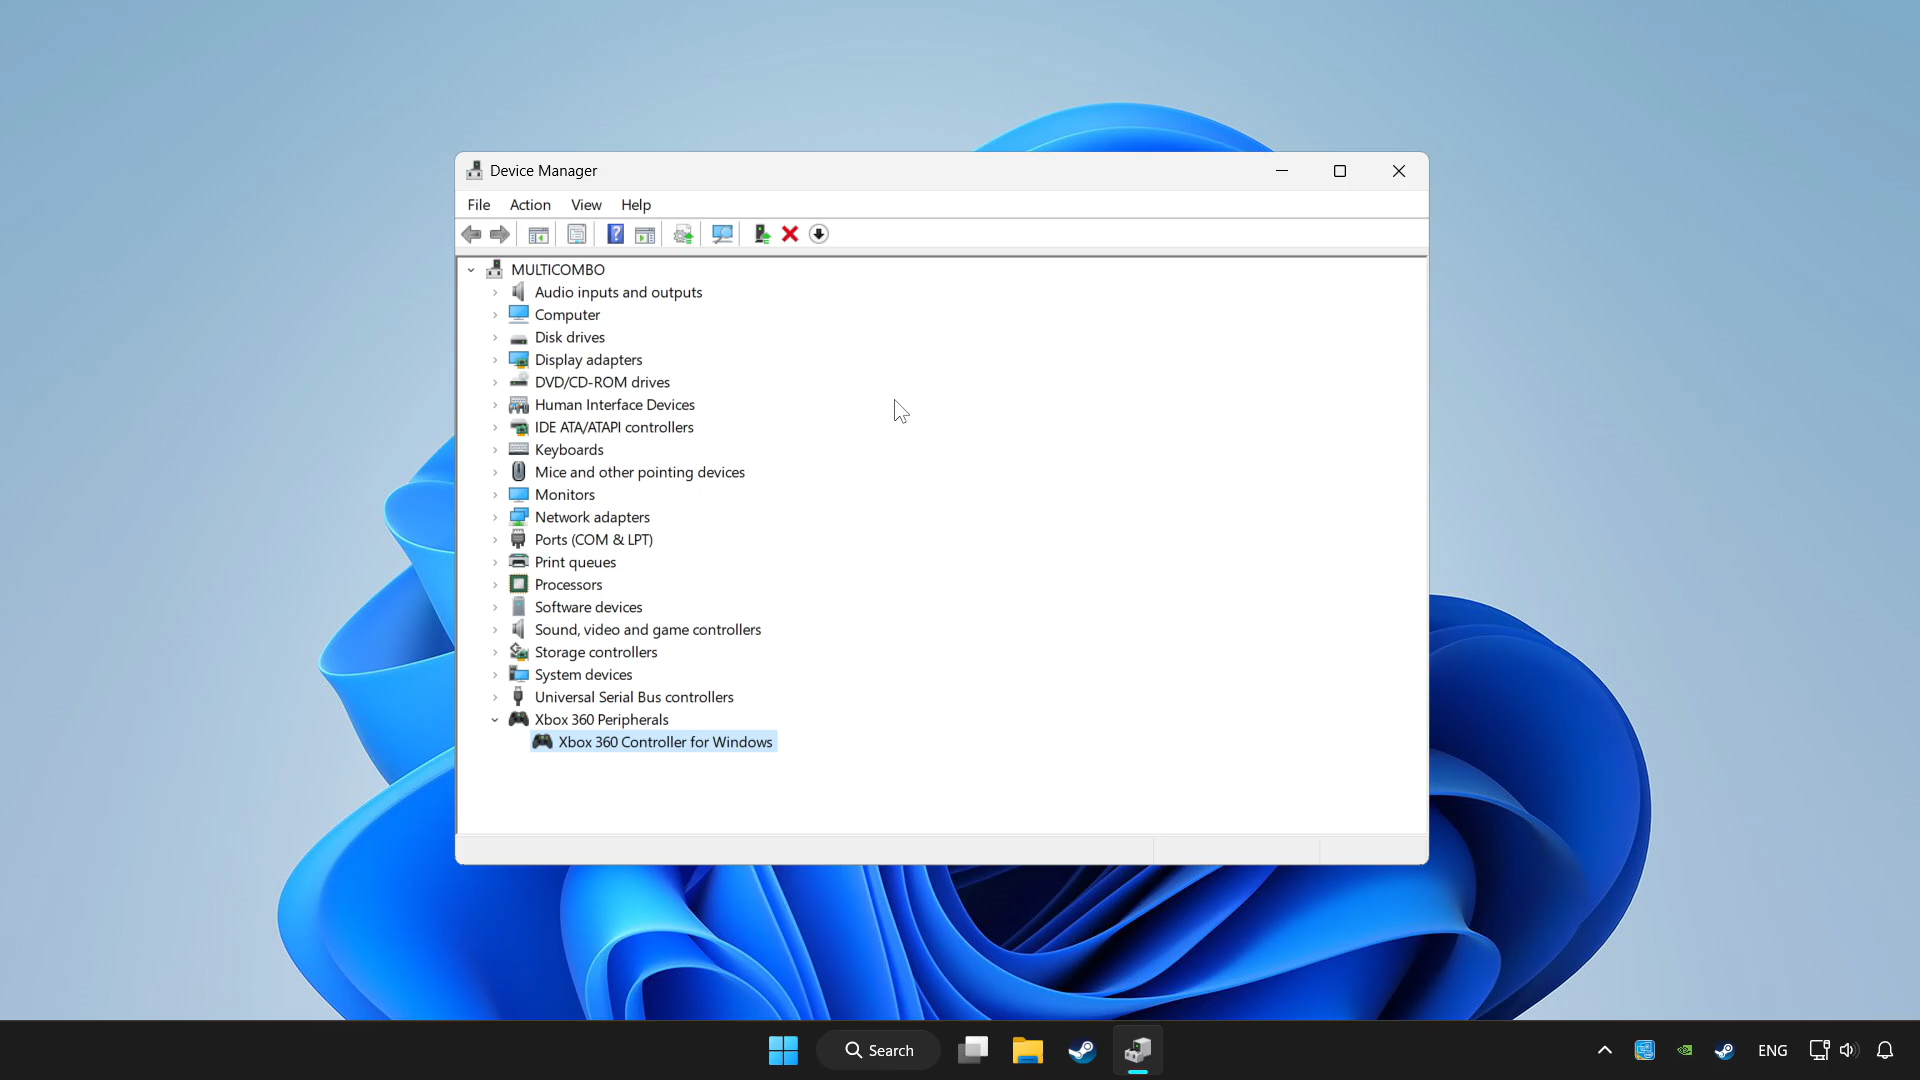 Device Manager
File Action View Help
MULTICOMBO
Audio inputs and outputs
Computer
Disk drives
Display adapters
DVD/CD-ROM drives
Human Interface Devices
IDE ATA/ATAPI controllers
Keyboards
Mice and other pointing devices
Monitors
Network adapters
Ports (COM & LPT)
Print queues
Processors
Software devices
Sound, video and game controllers
Storage controllers
System devices
Universal Serial Bus controllers
Xbox 360 Peripherals
Xbox 360 Controller for Windows
Search
ENG